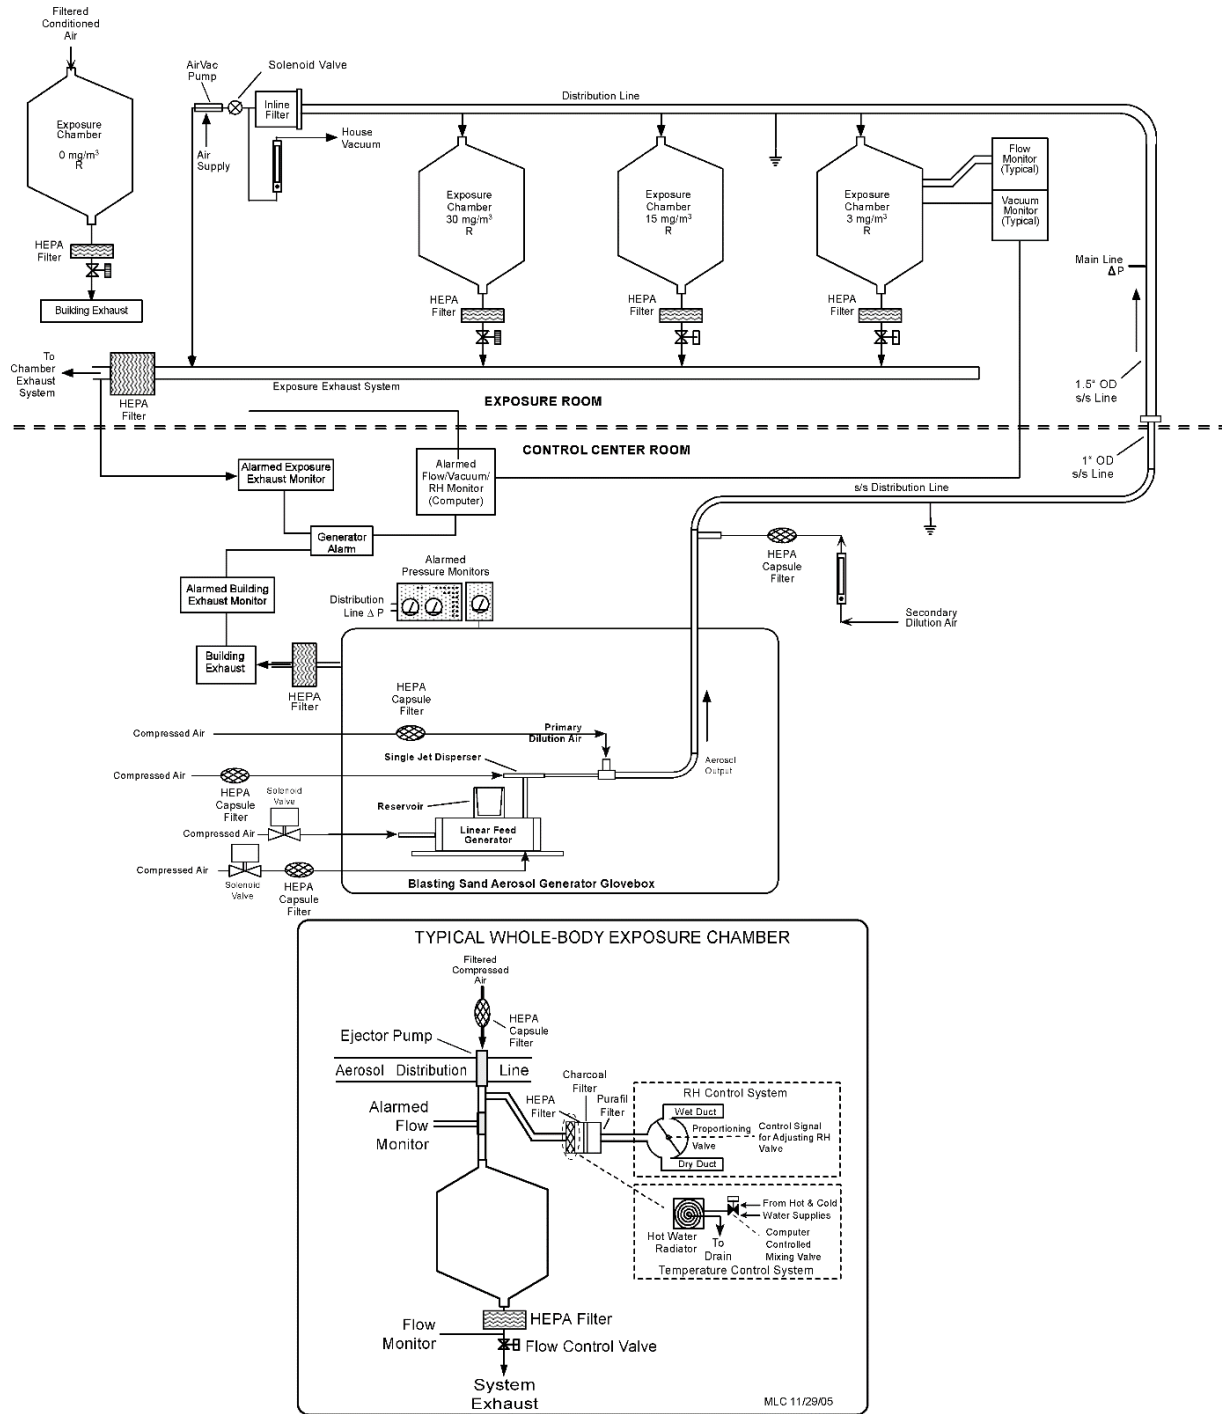 Filtered
Conditioned
Air
Exposure
Chamber
0 mg/m³
R
HEPA
Filter
Building Exhaust
AirVac
Pump
Solenoid Valve
Inline
Filter
Air
Supply
House
Vacuum
Distribution Line
Exposure
Chamber
30 mg/m³
R
HEPA
Filter
Exposure
Chamber
15 mg/m³
R
HEPA
Filter
Exposure
Chamber
3 mg/m³
R
HEPA
Filter
Flow
Monitor
(Typical)
Vacuum
Monitor
(Typical)
Main Line
Δ P
1.5" OD
s/s Line
To
Chamber
Exhaust
System
HEPA
Filter
Exposure Exhaust System
EXPOSURE ROOM
CONTROL CENTER ROOM
1" OD
s/s Line
Alarmed Exposure
Exhaust Monitor
Alarmed
Flow/Vacuum/
RH Monitor
(Computer)
s/s Distribution Line
Generator
Alarm
HEPA
Capsule
Filter
Secondary
Dilution Air
Alarmed
Pressure Monitors
Distribution
Line Δ P
Alarmed Building
Exhaust Monitor
Building
Exhaust
HEPA
Filter
HEPA
Capsule
Filter
Compressed Air
Primary
Dilution Air
Single Jet Disperser
Compressed Air
HEPA
Capsule
Filter
Aerosol
Output
Solenoid
Valve
Reservoir
Compressed Air
Linear Feed
Generator
Compressed Air
Solenoid
Valve
HEPA
Capsule
Filter
Blasting Sand Aerosol Generator Glovebox
TYPICAL WHOLE-BODY EXPOSURE CHAMBER
Filtered
Compressed
Air
HEPA
Capsule
Filter
Ejector Pump
Aerosol Distribution Line
Alarmed
Flow
Monitor
HEPA
Filter
Charcoal
Filter
Purafil
Filter
RH Control System
Wet Duct
Proportioning
Valve
Dry Duct
Control Signal
for Adjusting RH
Valve
Hot Water
Radiator
To
Drain
From Hot & Cold
Water Supplies
Computer
Controlled
Mixing Valve
Temperature Control System
HEPA Filter
Flow
Monitor
Flow Control Valve
System
Exhaust
MLC 11/29/05